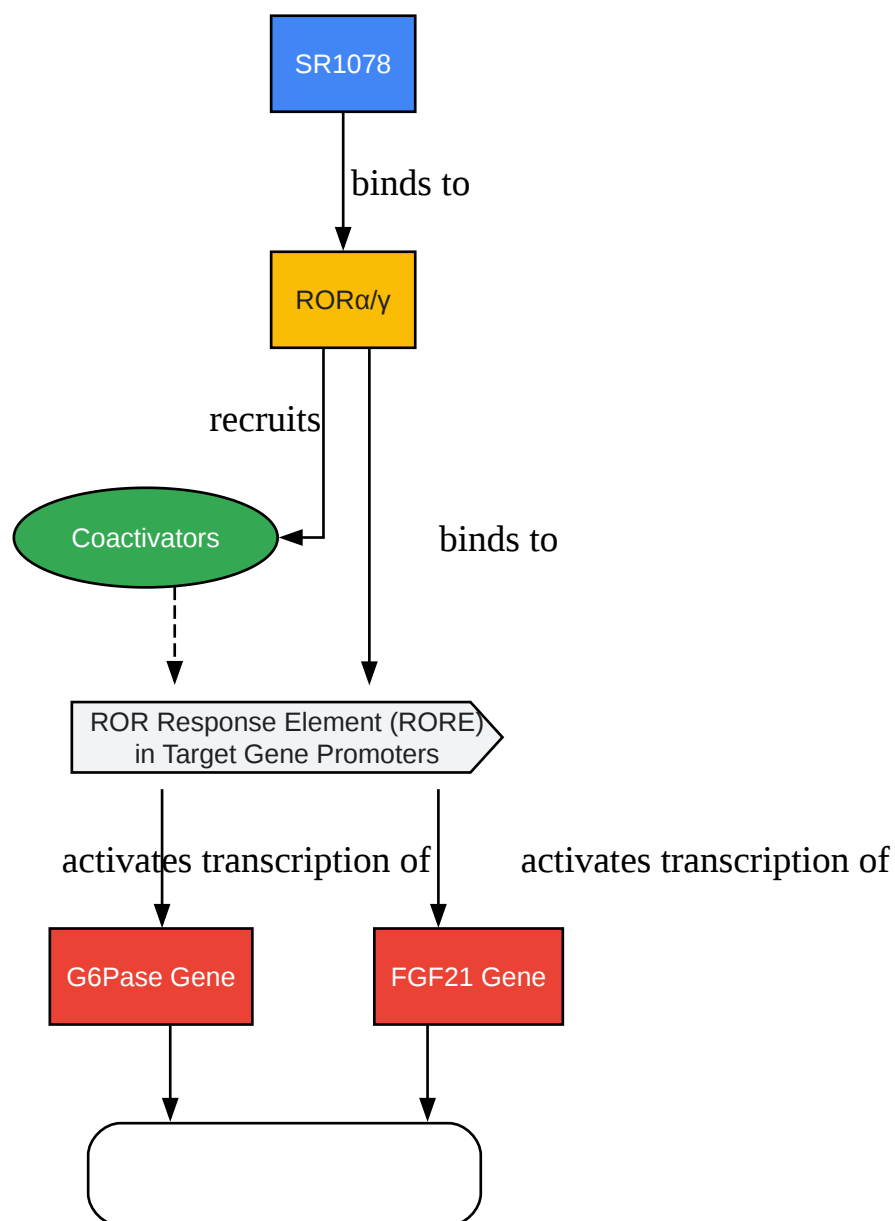 SR1078
binds to
RORα/γ
recruits
Coactivators
binds to
ROR Response Element (RORE)
in Target Gene Promoters
activates transcription of
activates transcription of
G6Pase Gene
FGF21 Gene